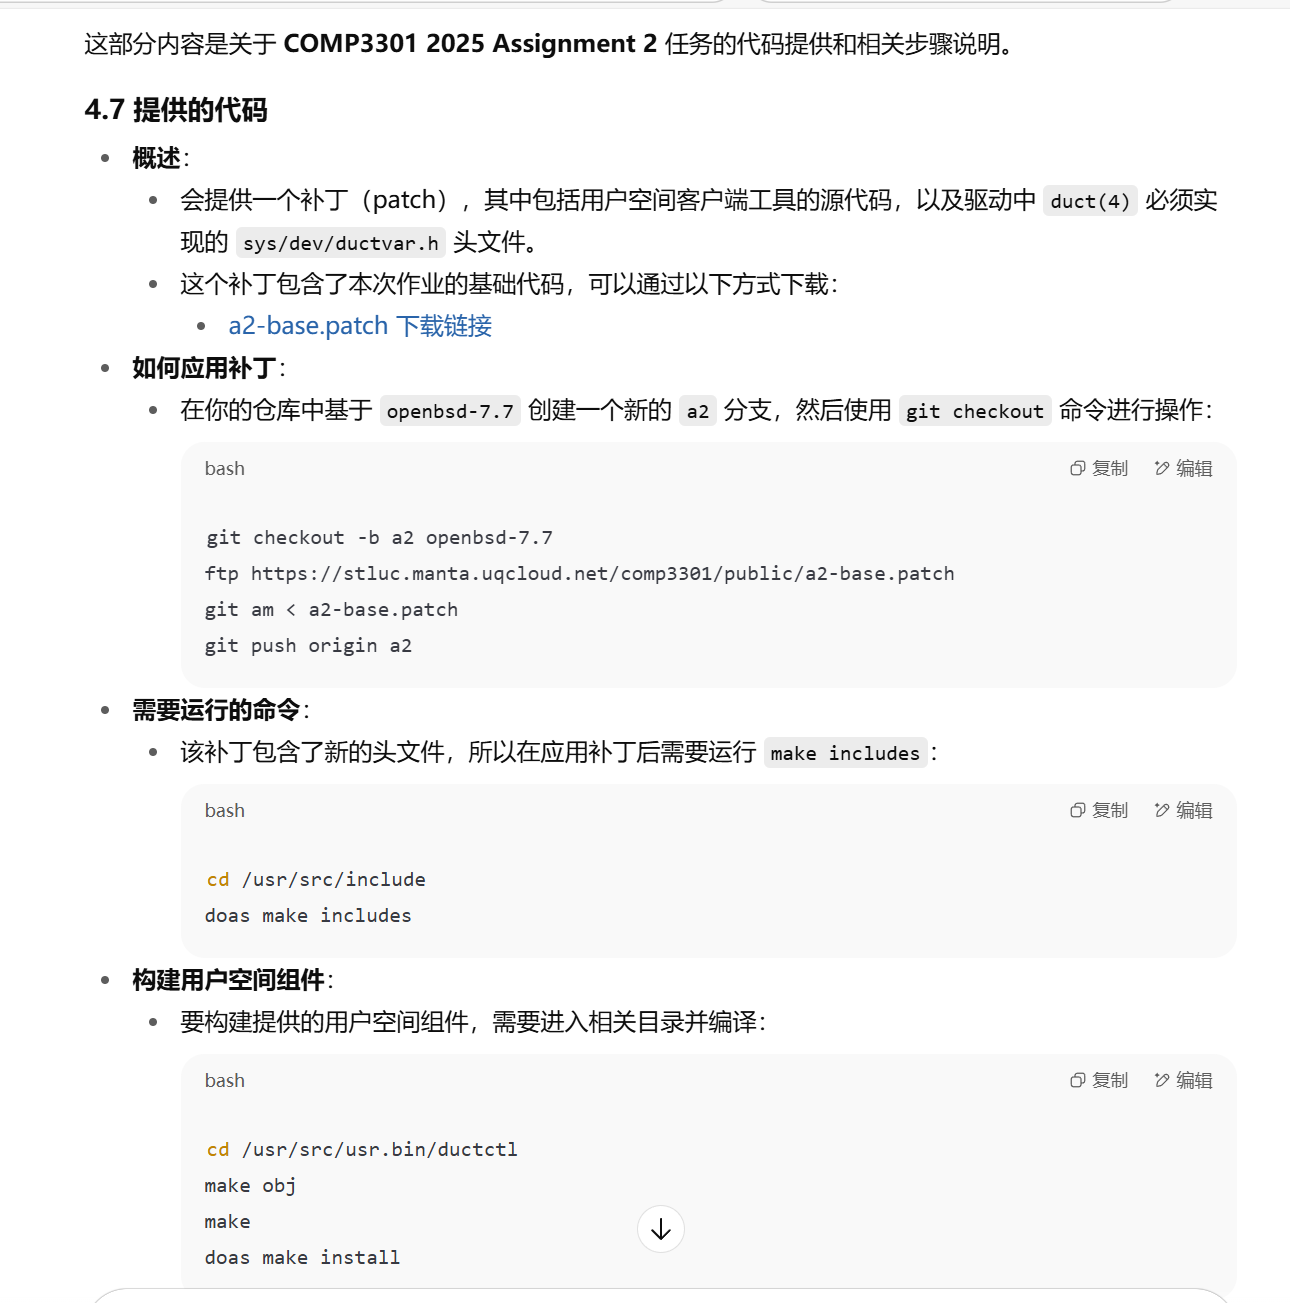 这部分内容是关于 COMP3301 2025 Assignment 2 任务的代码提供和相关步骤说明。
4.7 提供的代码
概述：
会提供一个补丁（patch），其中包括用户空间客户端工具的源代码，以及驱动中 duct(4) 必须实
现的 sys/dev/ductvar.h 头文件。
这个补丁包含了本次作业的基础代码，可以通过以下方式下载：
a2-base.patch 下载链接
如何应用补丁：
在你的仓库中基于 openbsd-7.7 创建一个新的 a2 分支，然后使用 git checkout 命令进行操作：
bash 复制 编辑
git checkout -b a2 openbsd-7.7
ftp https://stluc.manta.uqcloud.net/comp3301/public/a2-base.patch
git am < a2-base.patch
git push origin a2
需要运行的命令：
该补丁包含了新的头文件，所以在应用补丁后需要运行 make includes：
bash 复制 编辑
cd /usr/src/include
doas make includes
构建用户空间组件：
要构建提供的用户空间组件，需要进入相关目录并编译：
bash 复制 编辑
cd /usr/src/usr.bin/ductctl
make obj
make
doas make install